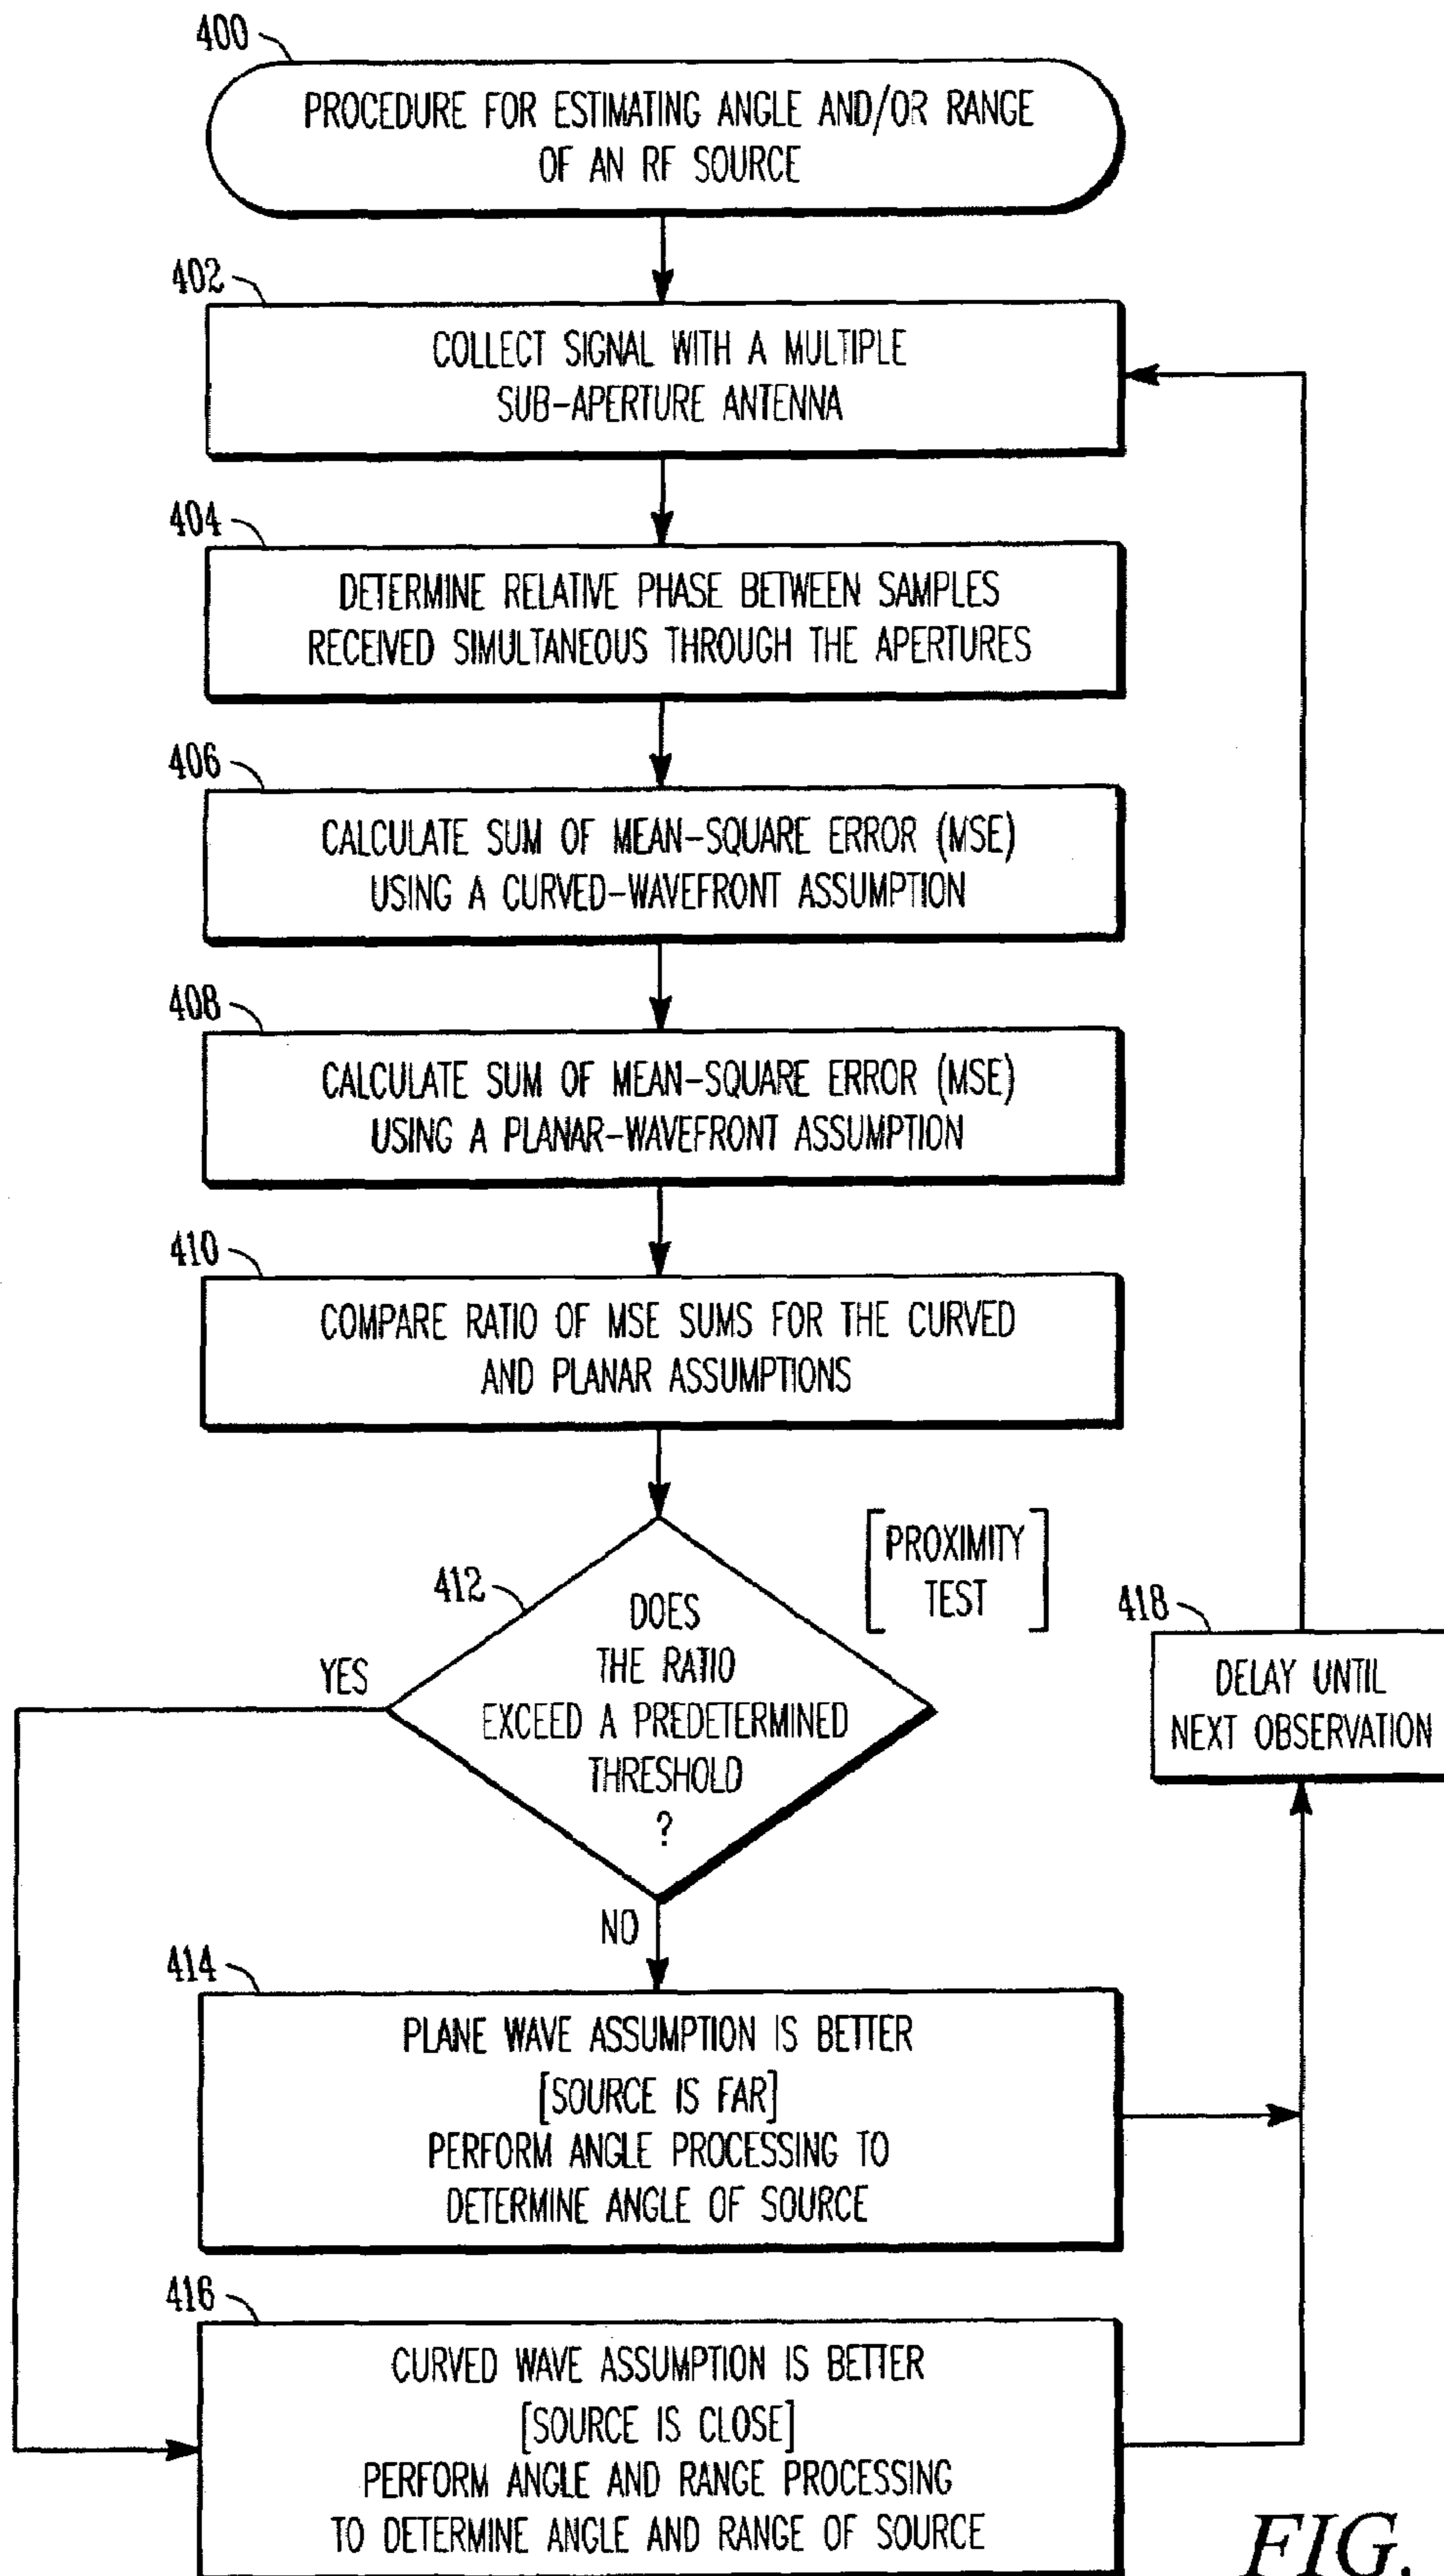 400
PROCEDURE FOR ESTIMATING ANGLE AND/OR RANGE
OF AN RF SOURCE
402
COLLECT SIGNAL WITH A MULTIPLE
SUB-APERTURE ANTENNA
404
DETERMINE RELATIVE PHASE BETWEEN SAMPLES
RECEIVED SIMULTANEOUS THROUGH THE APERTURES
406
CALCULATE SUM OF MEAN-SQUARE ERROR (MSE)
USING A CURVED-WAVEFRONT ASSUMPTION
408
CALCULATE SUM OF MEAN-SQUARE ERROR (MSE)
USING A PLANAR-WAVEFRONT ASSUMPTION
410
COMPARE RATIO OF MSE SUMS FOR THE CURVED
AND PLANAR ASSUMPTIONS
[PROXIMITY
TEST]
412
DOES
THE RATIO
EXCEED A PREDETERMINED
THRESHOLD
?
YES
NO
418
DELAY UNTIL
NEXT OBSERVATION
414
PLANE WAVE ASSUMPTION IS BETTER
[SOURCE IS FAR]
PERFORM ANGLE PROCESSING TO
DETERMINE ANGLE OF SOURCE
416
CURVED WAVE ASSUMPTION IS BETTER
[SOURCE IS CLOSE]
PERFORM ANGLE AND RANGE PROCESSING
TO DETERMINE ANGLE AND RANGE OF SOURCE
FIG.